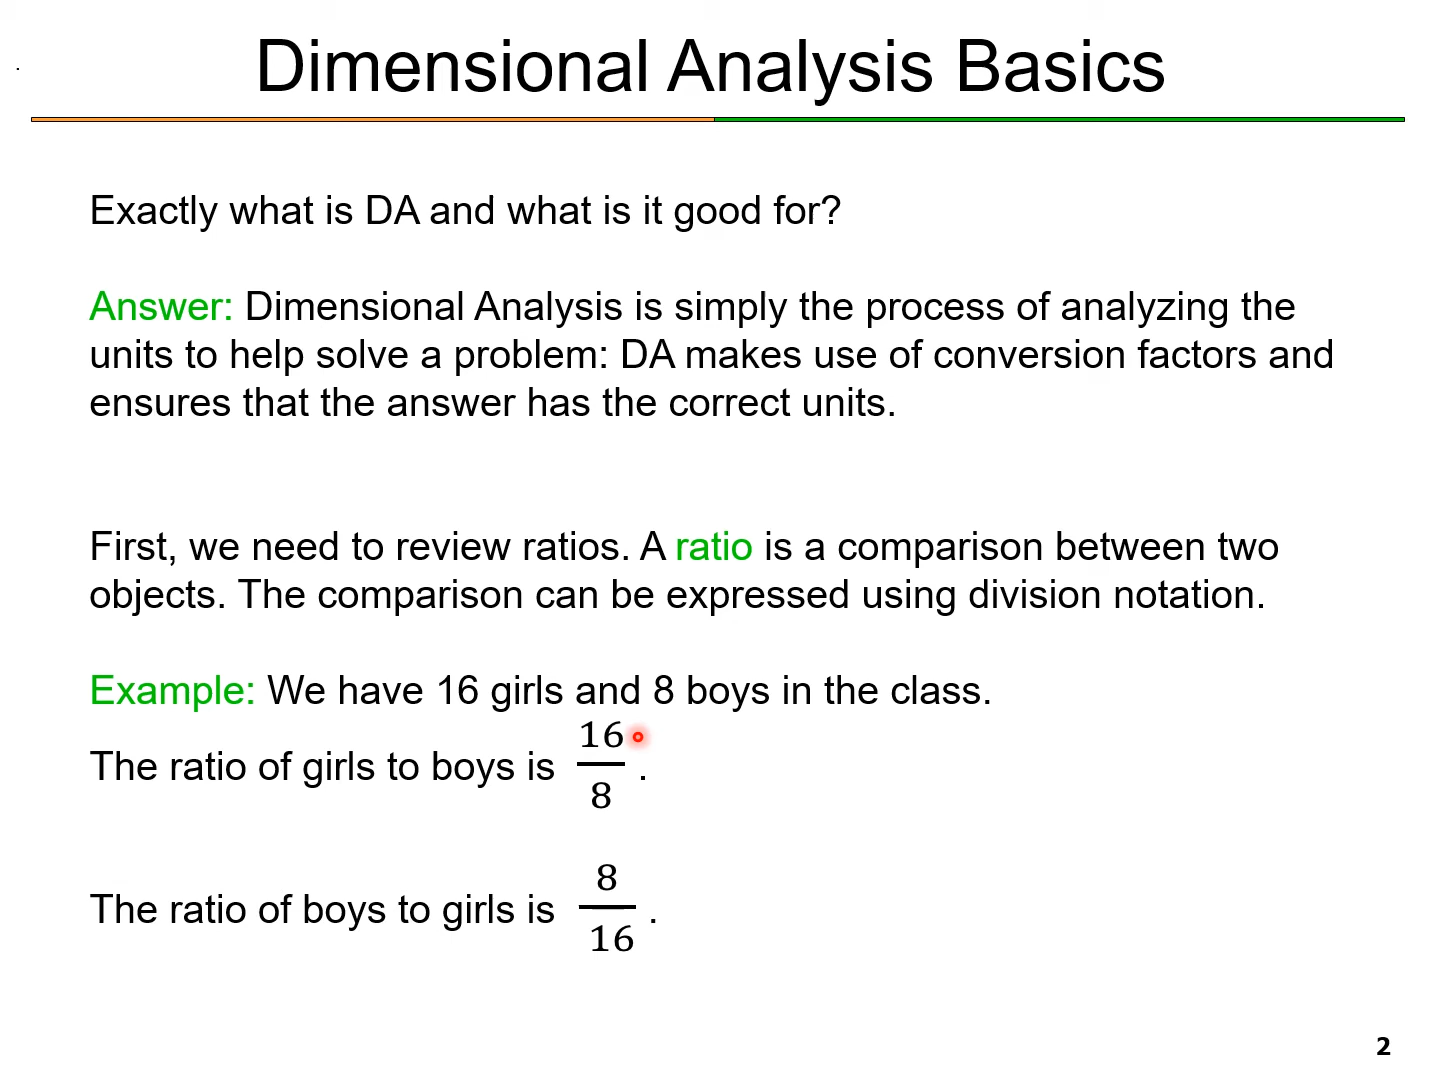 Dimensional Analysis Basics
.
Exactly what is DA and what is it good for?
Answer: Dimensional Analysis is simply the process of analyzing the
units to help solve a problem: DA makes use of conversion factors and
ensures that the answer has the correct units.
First, we need to review ratios. A ratio is a comparison between two
objects. The comparison can be expressed using division notation.
Example: We have 16 girls and 8 boys in the class.
The ratio of girls to boys is 16/8 .
The ratio of boys to girls is 8/16 .
2